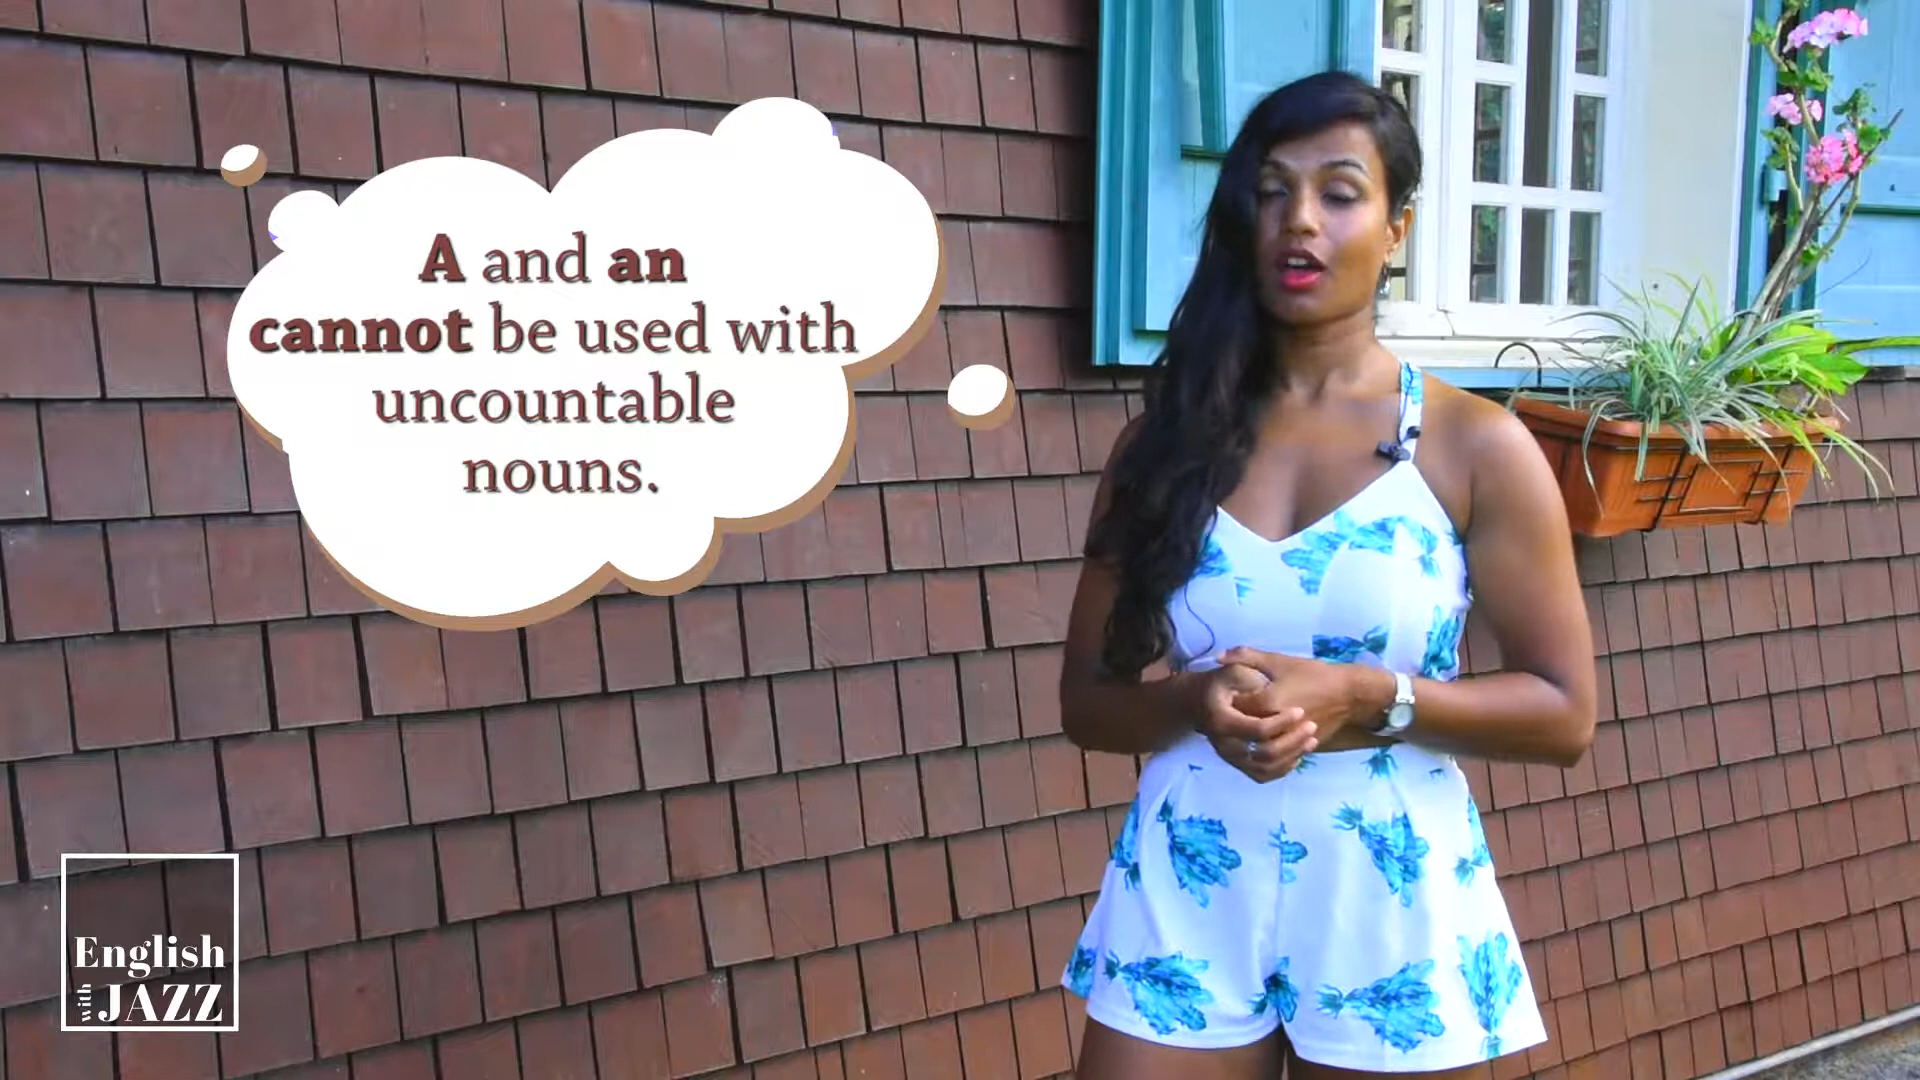 A and an
cannot be used with
uncountable
nouns.
English
with JAZZ